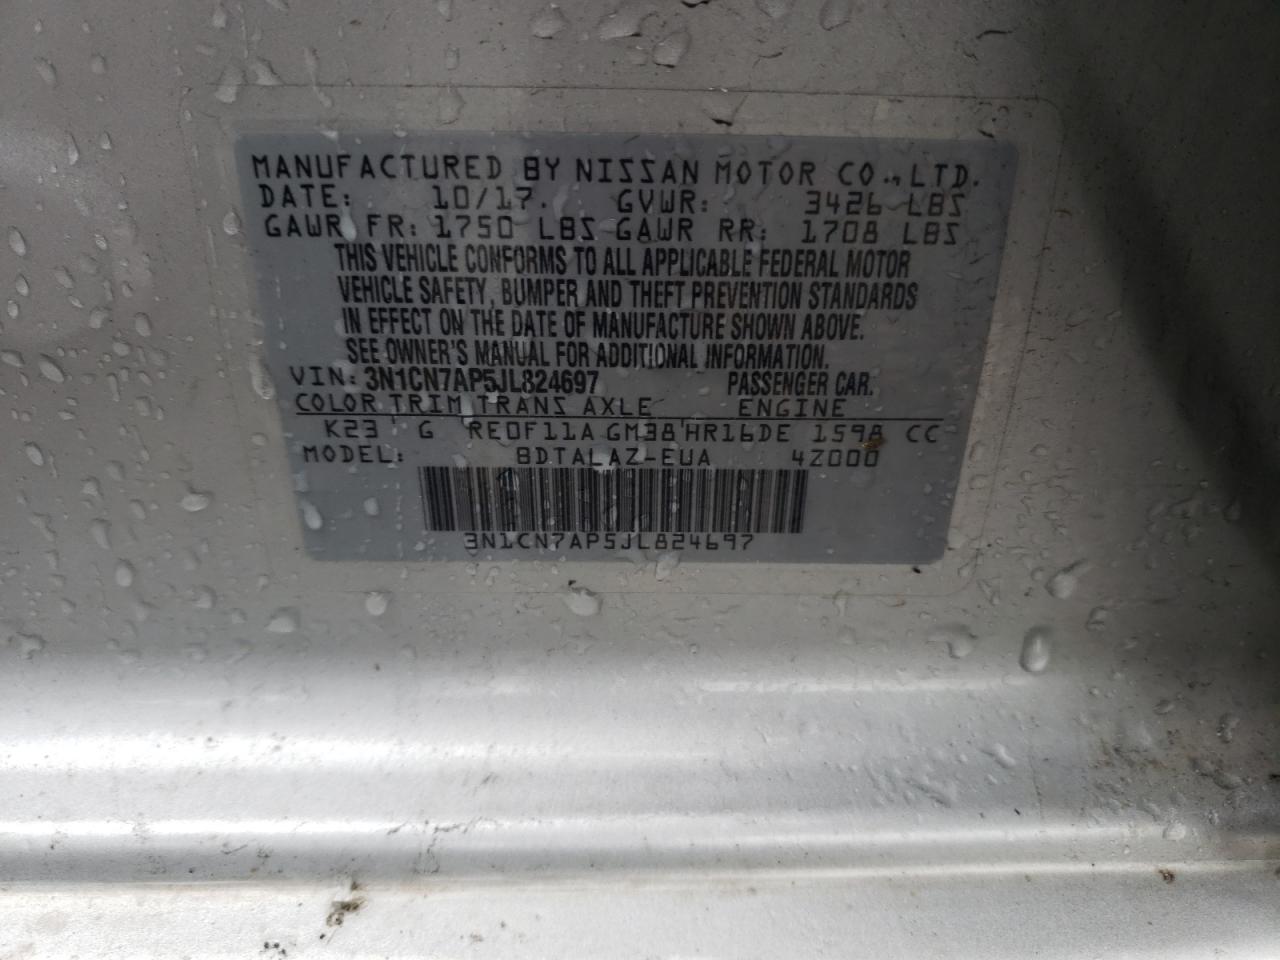 MANUFACTURED BY NISSAN MOTOR CO., LTD.
DATE: 10/17. GVWR: 3426 LBS
GAWR FR: 1750 LBS GAWR RR: 1708 LBS
THIS VEHICLE CONFORMS TO ALL APPLICABLE FEDERAL MOTOR
VEHICLE SAFETY, BUMPER AND THEFT PREVENTION STANDARDS
IN EFFECT ON THE DATE OF MANUFACTURE SHOWN ABOVE.
SEE OWNER'S MANUAL FOR ADDITIONAL INFORMATION.
VIN: 3N1CN7AP5JL824697 PASSENGER CAR.
COLOR TRIM TRANS AXLE ENGINE
K23 G RE0F11A GM38 HR16DE 1598 CC
MODEL: BDTALAZ-EUA 4Z000
3N1CN7AP5JL824697